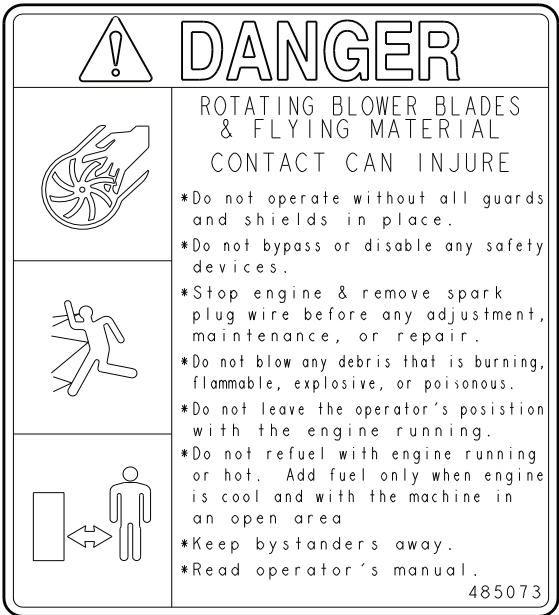 DANGER
ROTATING BLOWER BLADES
& FLYING MATERIAL
CONTACT CAN INJURE
*Do not operate without all guards
and shields in place.
*Do not bypass or disable any safety
devices.
*Stop engine & remove spark
plug wire before any adjustment,
maintenance, or repair.
*Do not blow any debris that is burning,
flammable, explosive, or poisonous.
*Do not leave the operator's posistion
with the engine running.
*Do not refuel with engine running
or hot. Add fuel only when engine
is cool and with the machine in
an open area
*Keep bystanders away.
*Read operator's manual.
485073